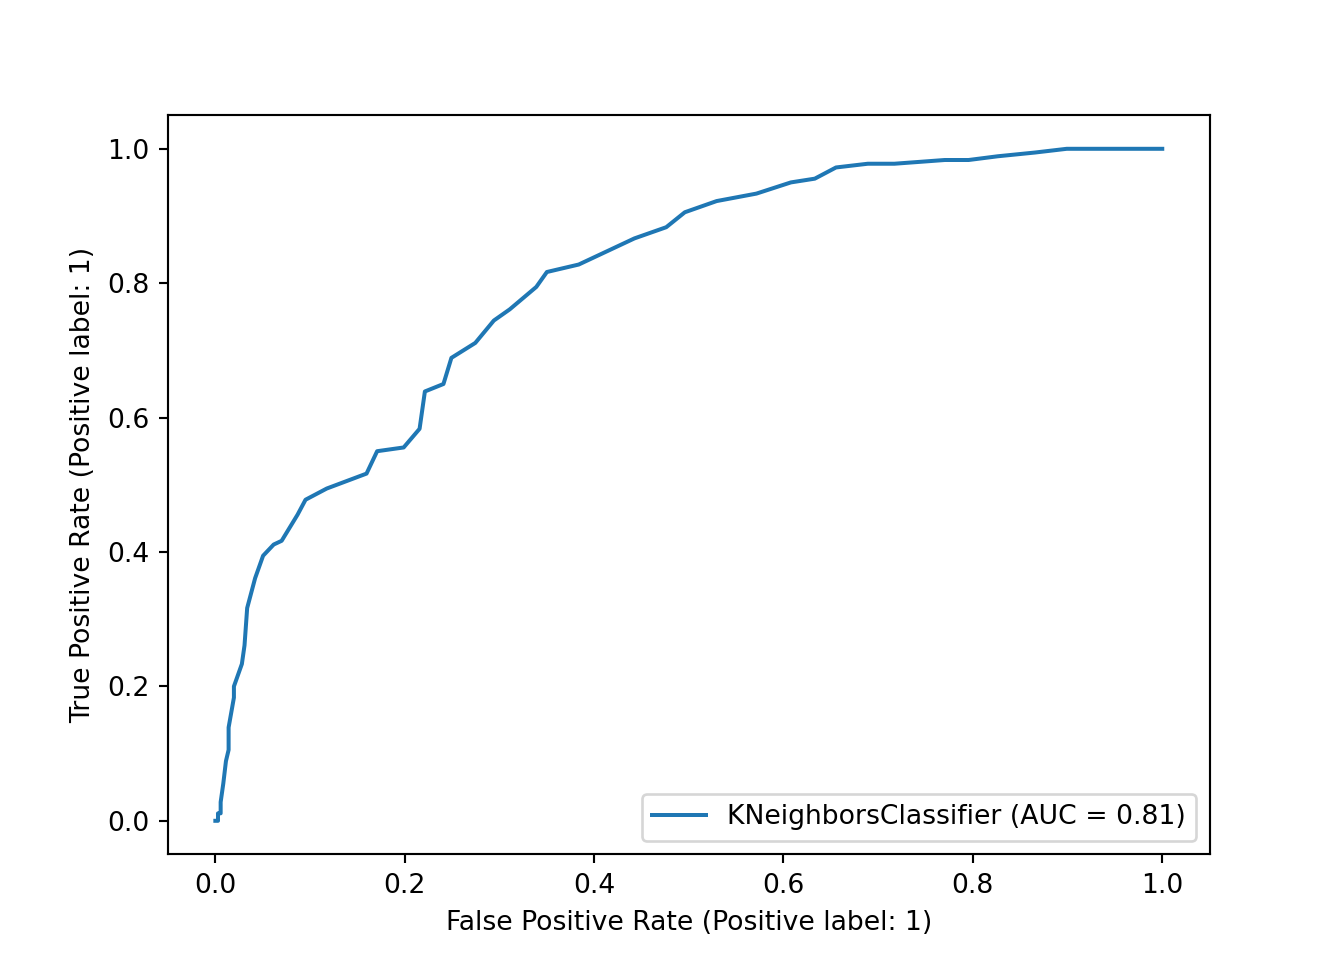 1.0
0.8
0.6
0.4
0.2
0.0
True Positive Rate (Positive label: 1)
KNeighborsClassifier (AUC = 0.81)
0.0 0.2 0.4 0.6 0.8 1.0
False Positive Rate (Positive label: 1)